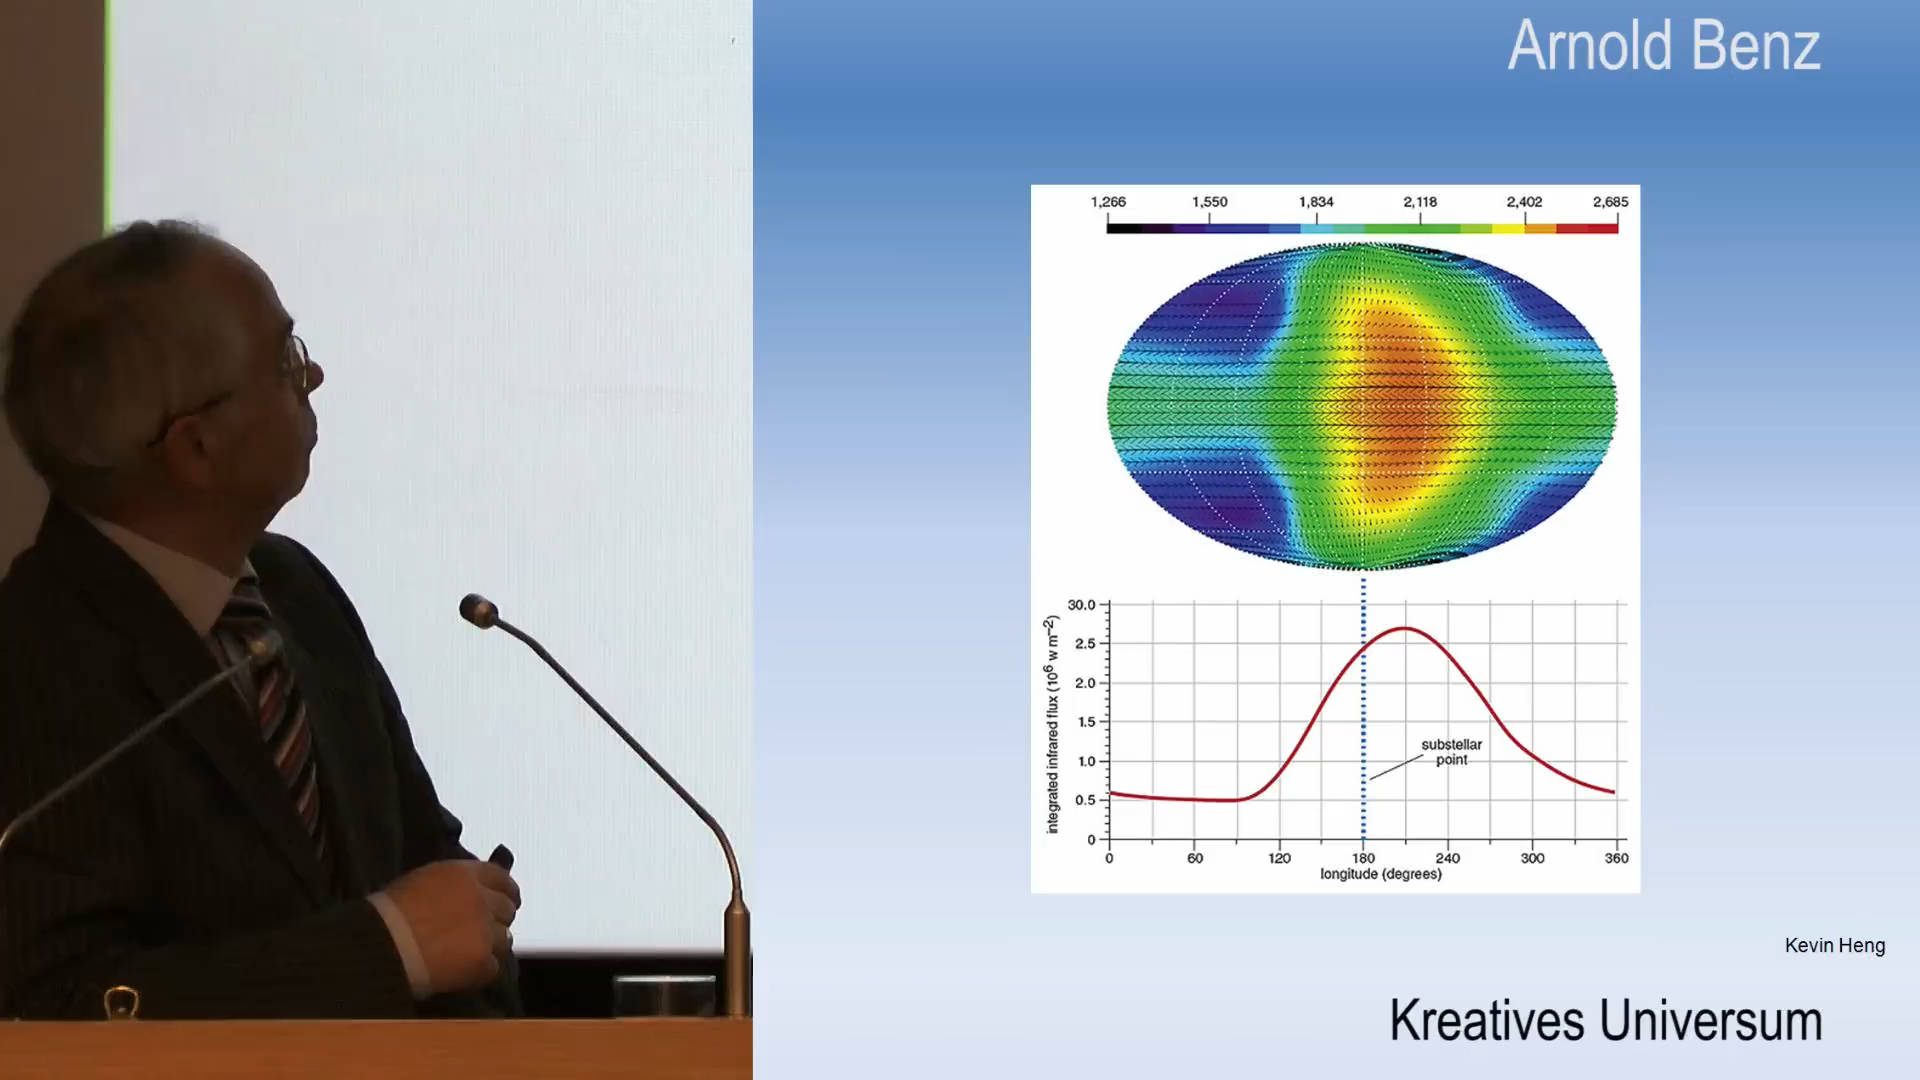 Arnold Benz
1,266 1,550 1,834 2,118 2,402 2,685
30.0
2.5
2.0
1.5
1.0
0.5
0
integrated infrared flux (10⁶ w m⁻²)
substellar
point
0 60 120 180 240 300 360
longitude (degrees)
Kevin Heng
Kreatives Universum